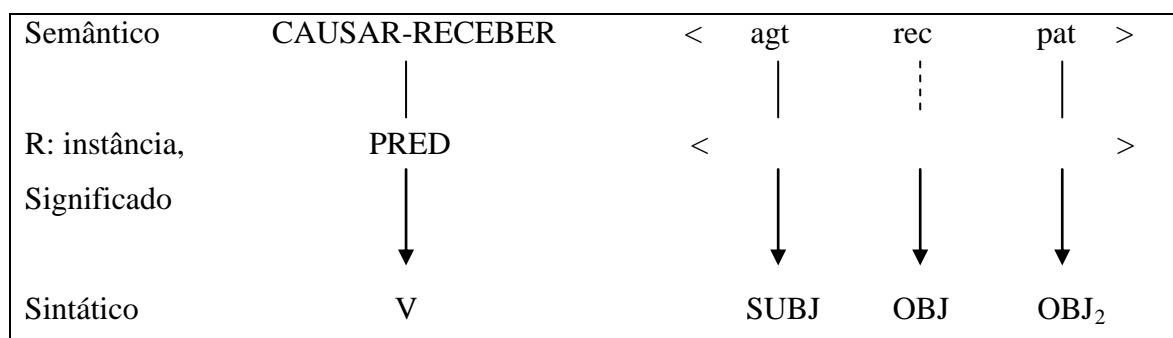 Semântico CAUSAR-RECEBER < agt rec pat >
R: instância, PRED < >
Significado
Sintático V SUBJ OBJ OBJ₂